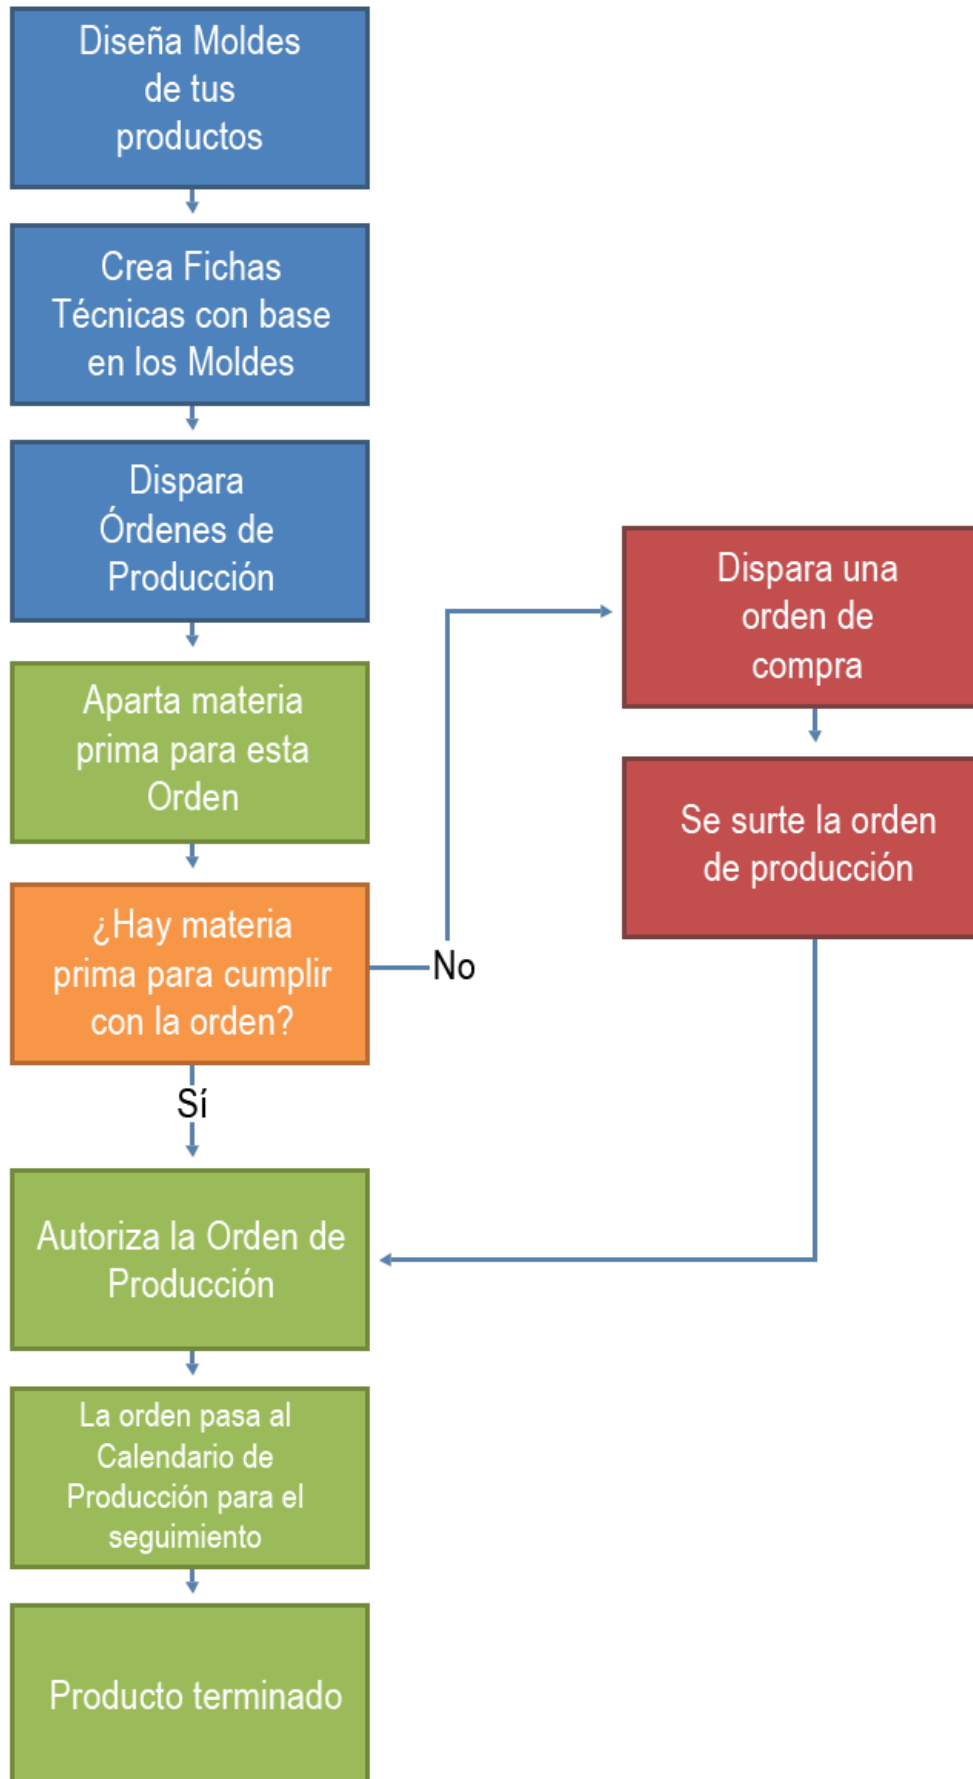 Diseña Moldes
de tus
productos
Crea Fichas
Técnicas con base
en los Moldes
Dispara
Órdenes de
Producción
Aparta materia
prima para esta
Orden
¿Hay materia
prima para cumplir
con la orden?
No
Dispara una
orden de
compra
Se surte la orden
de producción
Sí
Autoriza la Orden de
Producción
La orden pasa al
Calendario de
Producción para el
seguimiento
Producto terminado